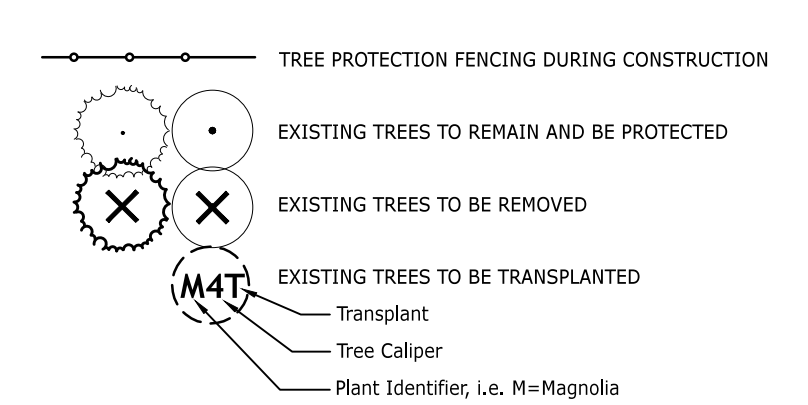 TREE PROTECTION FENCING DURING CONSTRUCTION
EXISTING TREES TO REMAIN AND BE PROTECTED
EXISTING TREES TO BE REMOVED
EXISTING TREES TO BE TRANSPLANTED
M4T
Transplant
Tree Caliper
Plant Identifier, i.e. M=Magnolia